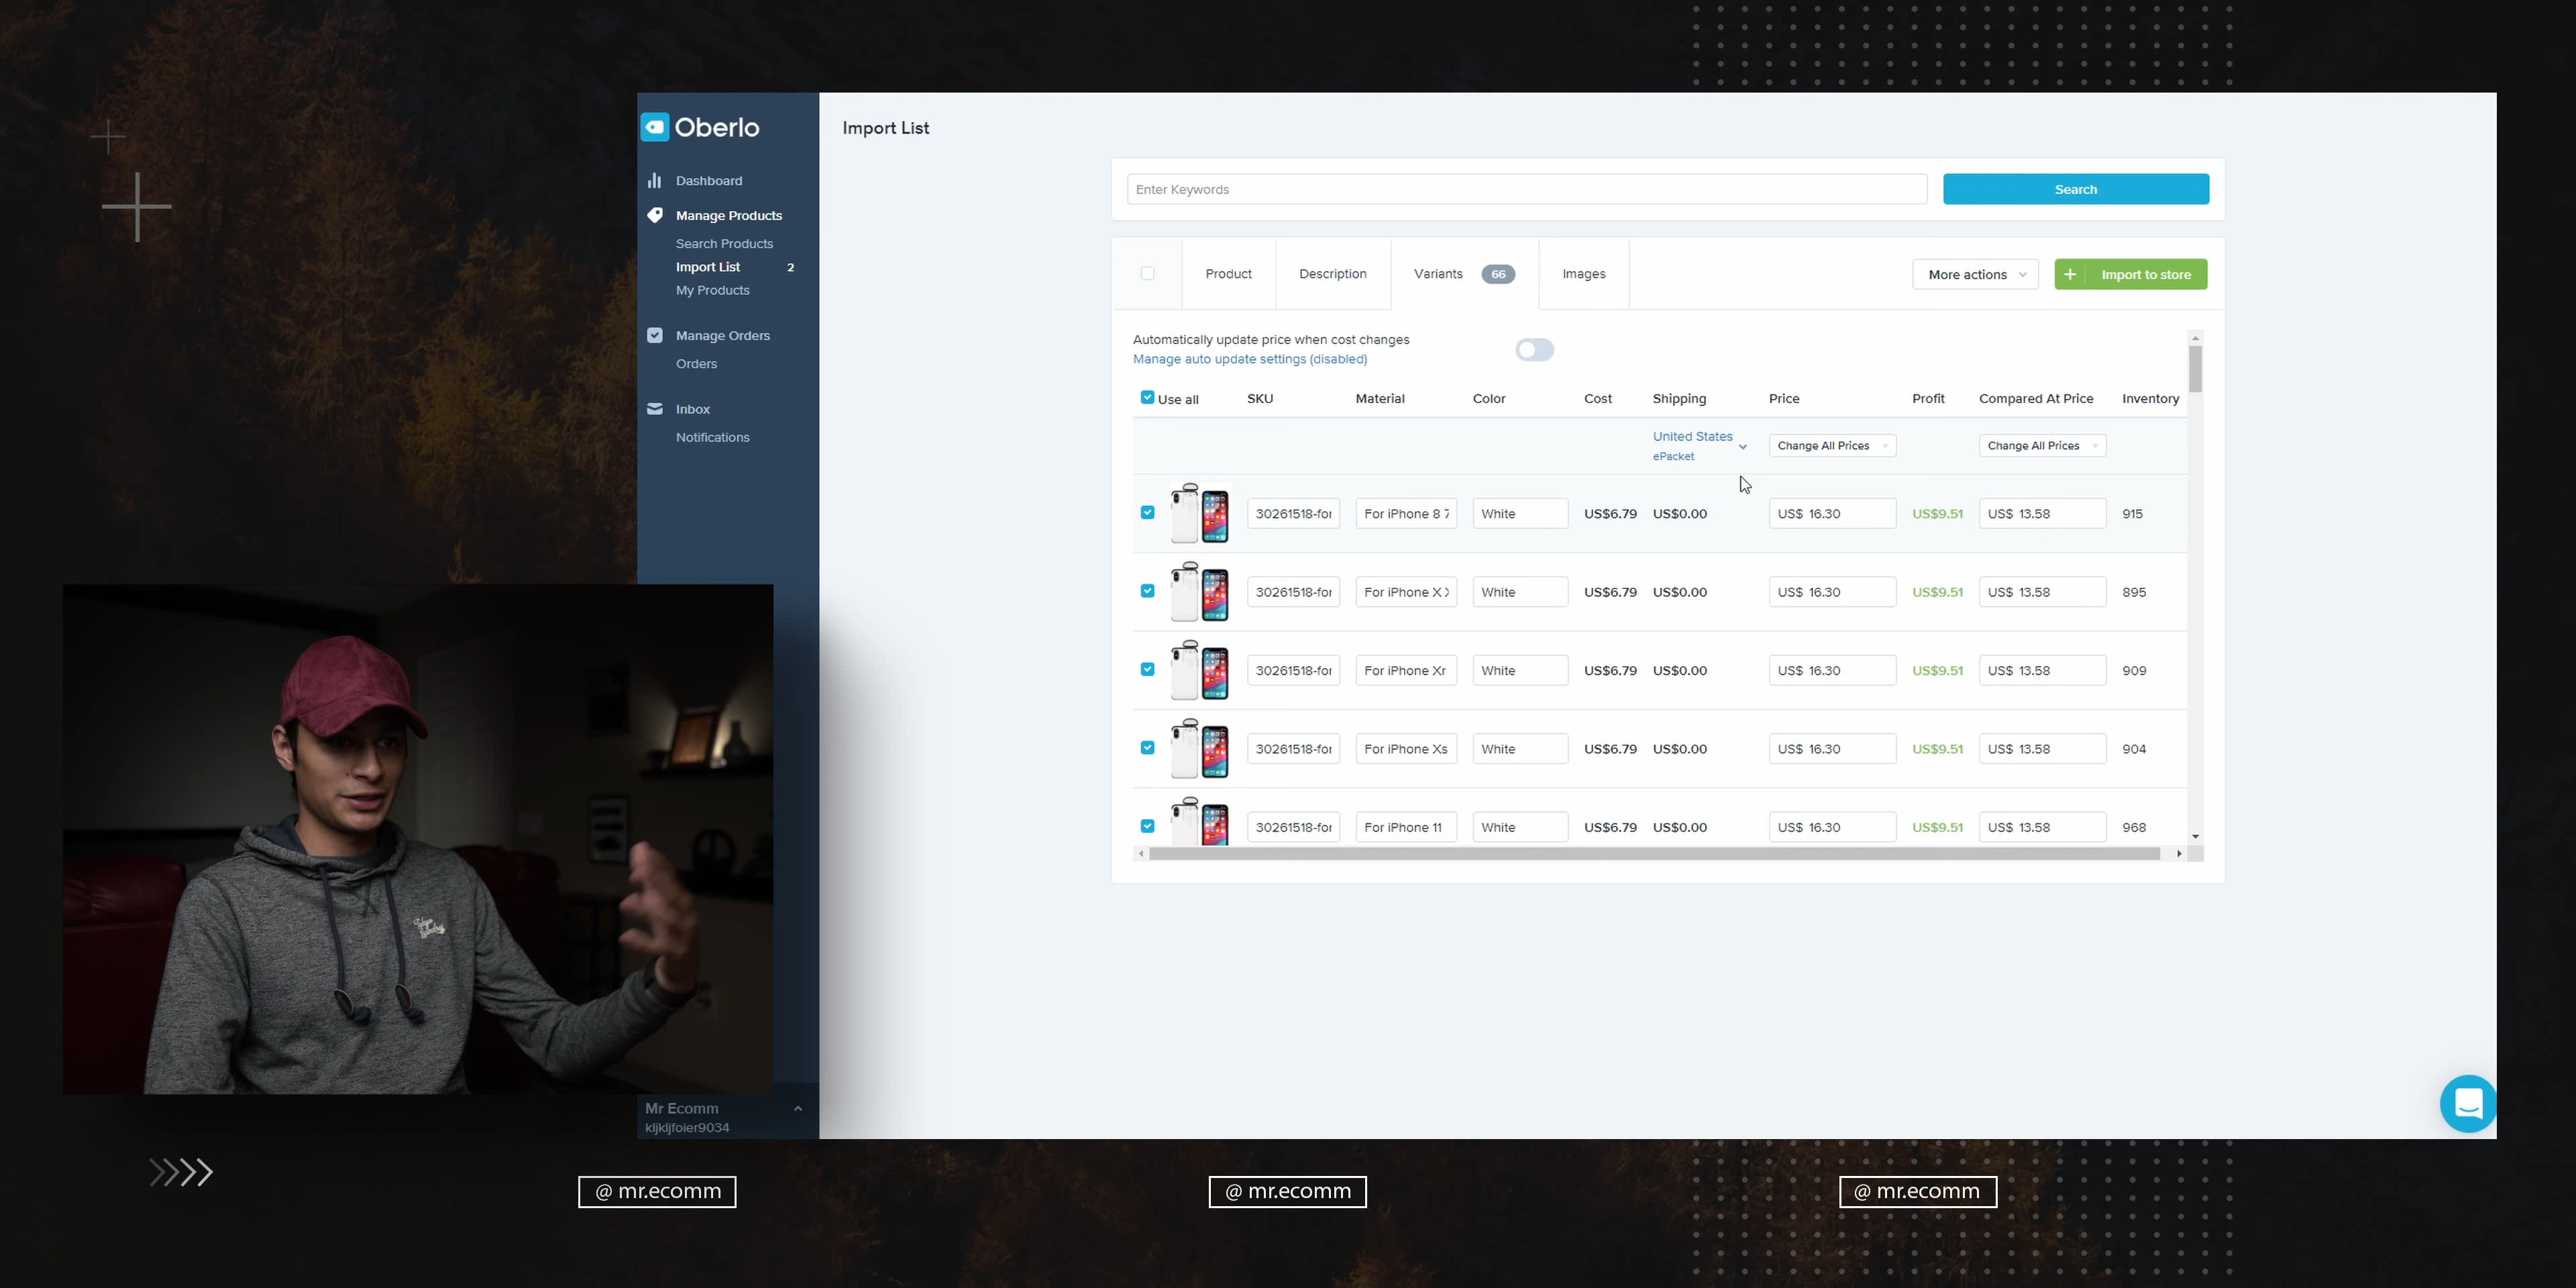 Oberlo
Dashboard
Manage Products
Search Products
Import List 2
My Products
Manage Orders
Orders
Inbox
Notifications
Mr Ecomm
kljkljfoier9034
Import List
Enter Keywords
Search
Product Description Variants 66 Images More actions + Import to store
Automatically update price when cost changes
Manage auto update settings (disabled)
Use all SKU Material Color Cost Shipping Price Profit Compared At Price Inventory
United States
ePacket
Change All Prices Change All Prices
30261518-for For iPhone 8 7 White US$6.79 US$0.00 US$ 16.30 US$9.51 US$ 13.58 915
30261518-for For iPhone X White US$6.79 US$0.00 US$ 16.30 US$9.51 US$ 13.58 895
30261518-for For iPhone Xr White US$6.79 US$0.00 US$ 16.30 US$9.51 US$ 13.58 909
30261518-for For iPhone Xs White US$6.79 US$0.00 US$ 16.30 US$9.51 US$ 13.58 904
30261518-for For iPhone 11 White US$6.79 US$0.00 US$ 16.30 US$9.51 US$ 13.58 968
@ mr.ecomm @ mr.ecomm @ mr.ecomm